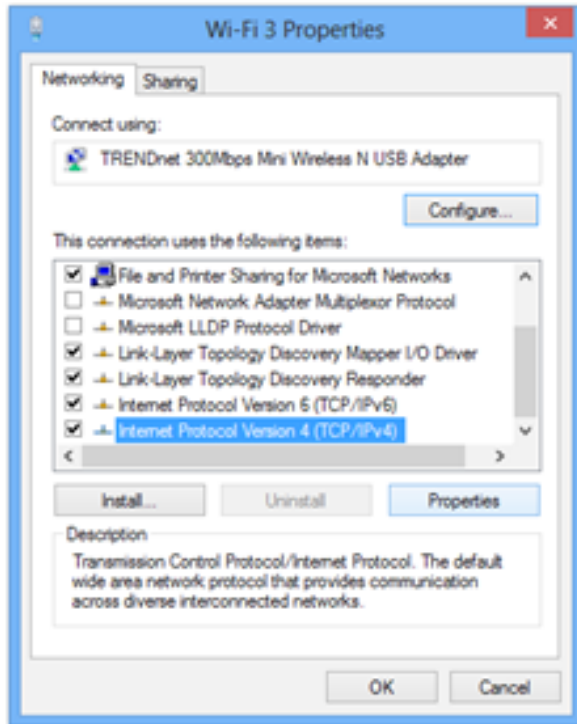 Wi-Fi 3 Properties
Networking
Sharing
Connect using:
TRENDnet 300Mbps Mini Wireless N USB Adapter
Configure...
This connection uses the following items:
File and Printer Sharing for Microsoft Networks
Microsoft Network Adapter Multiplexor Protocol
Microsoft LLDP Protocol Driver
Link-Layer Topology Discovery Mapper I/O Driver
Link-Layer Topology Discovery Responder
Internet Protocol Version 6 (TCP/IPv6)
Internet Protocol Version 4 (TCP/IPv4)
Install...
Uninstall
Properties
Description
Transmission Control Protocol/Internet Protocol. The default
wide area network protocol that provides communication
across diverse interconnected networks.
OK
Cancel